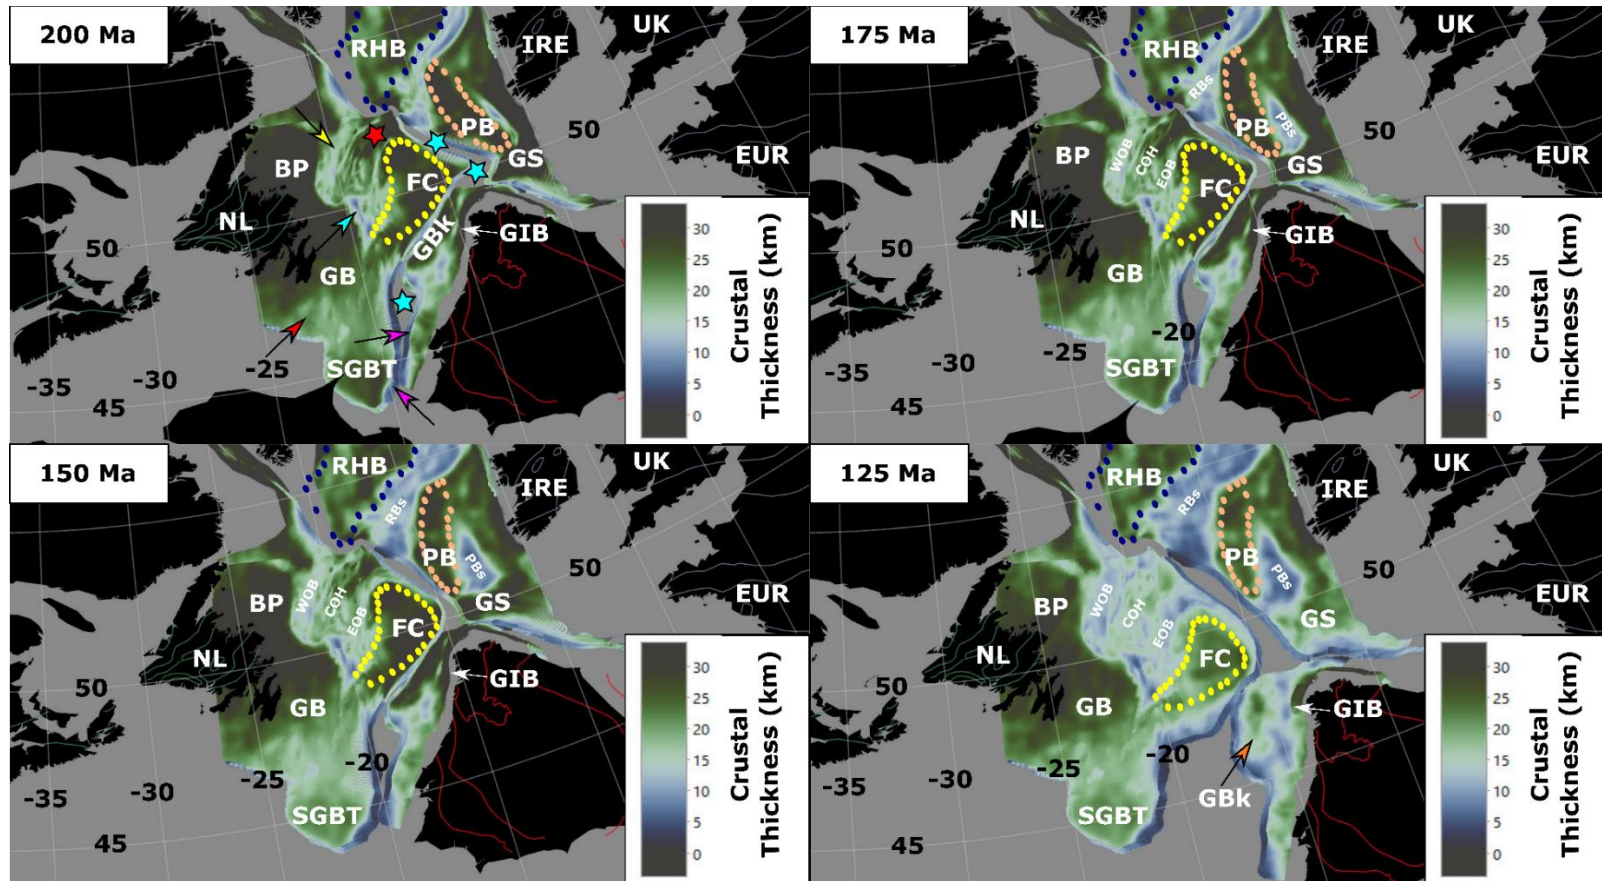 200 Ma
RHB
IRE
UK
PB
GS
50
EUR
BP
FC
NL
GBk
GIB
50
GB
SGBT
-25
-30
-35
45
30
25
20
15
10
5
0
Crustal
Thickness (km)
175 Ma
RHB
RBs
IRE
UK
PB
PBs
GS
50
EUR
BP
WOB
COH
EOB
FC
NL
GIB
50
GB
SGBT
-20
-25
-30
-35
45
30
25
20
15
10
5
0
Crustal
Thickness (km)
150 Ma
RHB
RBs
IRE
UK
PB
PBs
GS
50
EUR
BP
WOB
COH
EOB
FC
NL
GIB
50
GB
SGBT
-20
-25
-30
-35
45
30
25
20
15
10
5
0
Crustal
Thickness (km)
125 Ma
RHB
RBs
IRE
UK
PB
PBs
GS
50
EUR
BP
WOB
COH
EOB
FC
NL
GIB
50
GB
GBk
SGBT
-20
-25
-30
-35
45
30
25
20
15
10
5
0
Crustal
Thickness (km)